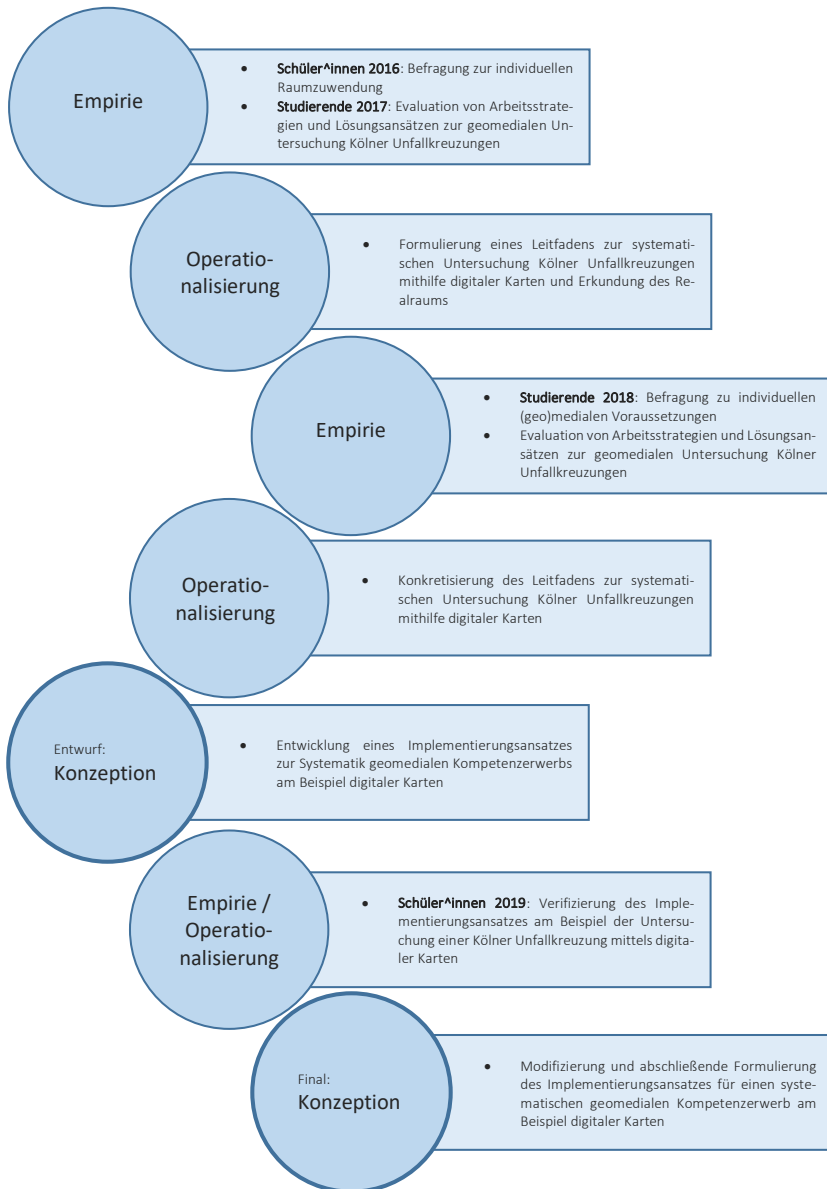 Empirie
• Schüler^innen 2016: Befragung zur individuellen
Raumzuwendung
• Studierende 2017: Evaluation von Arbeitsstrate-
gien und Lösungsansätzen zur geomedialen Un-
tersuchung Kölner Unfallkreuzungen
Operatio-
nalisierung
• Formulierung eines Leitfadens zur systemati-
schen Untersuchung Kölner Unfallkreuzungen
mithilfe digitaler Karten und Erkundung des Re-
alraums
Empirie
• Studierende 2018: Befragung zu individuellen
(geo)medialen Voraussetzungen
• Evaluation von Arbeitsstrategien und Lösungsan-
sätzen zur geomedialen Untersuchung Kölner
Unfallkreuzungen
Operatio-
nalisierung
• Konkretisierung des Leitfadens zur systemati-
schen Untersuchung Kölner Unfallkreuzungen
mithilfe digitaler Karten
Entwurf:
Konzeption
• Entwicklung eines Implementierungsansatzes
zur Systematik geomedialen Kompetenzerwerbs
am Beispiel digitaler Karten
Empirie /
Operatio-
nalisierung
• Schüler^innen 2019: Verifizierung des Imple-
mentierungsansatzes am Beispiel der Untersu-
chung einer Kölner Unfallkreuzung mittels digita-
ler Karten
Final:
Konzeption
• Modifizierung und abschließende Formulierung
des Implementierungsansatzes für einen syste-
matischen geomedialen Kompetenzerwerb am
Beispiel digitaler Karten